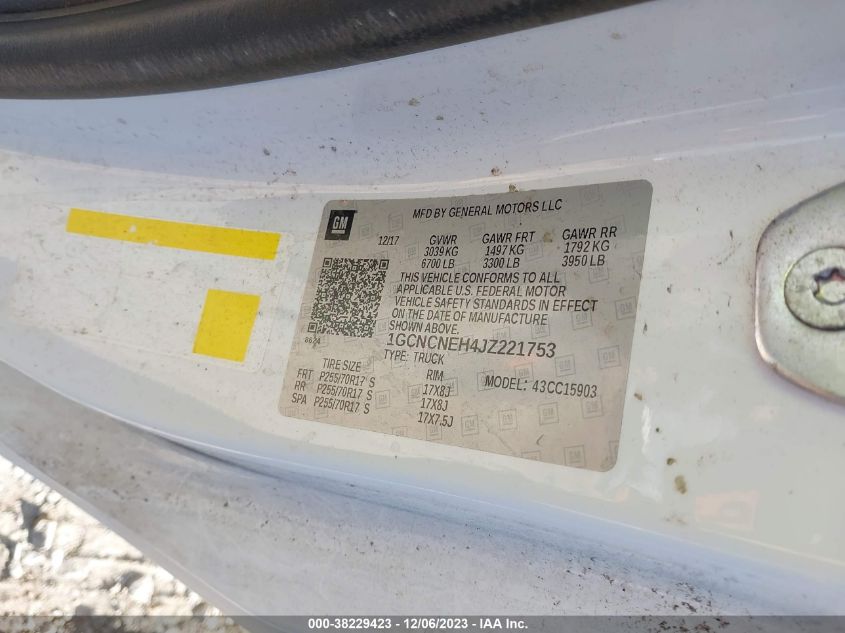 GM
MFD BY GENERAL MOTORS LLC
12/17 GVWR GAWR FRT GAWR RR
3039 KG 1497 KG 1792 KG
6700 LB 3300 LB 3950 LB
THIS VEHICLE CONFORMS TO ALL
APPLICABLE U.S. FEDERAL MOTOR
VEHICLE SAFETY STANDARDS IN EFFECT
ON THE DATE OF MANUFACTURE
SHOWN ABOVE.
8624
1GCNCNEH4JZ221753
TYPE: TRUCK
TIRE SIZE RIM MODEL: 43CC15903
FRT P255/70R17 S 17X8J
RR P255/70R17 S 17X8J
SPA P255/70R17 S 17X7.5J
000-38229423 - 12/06/2023 - IAA Inc.